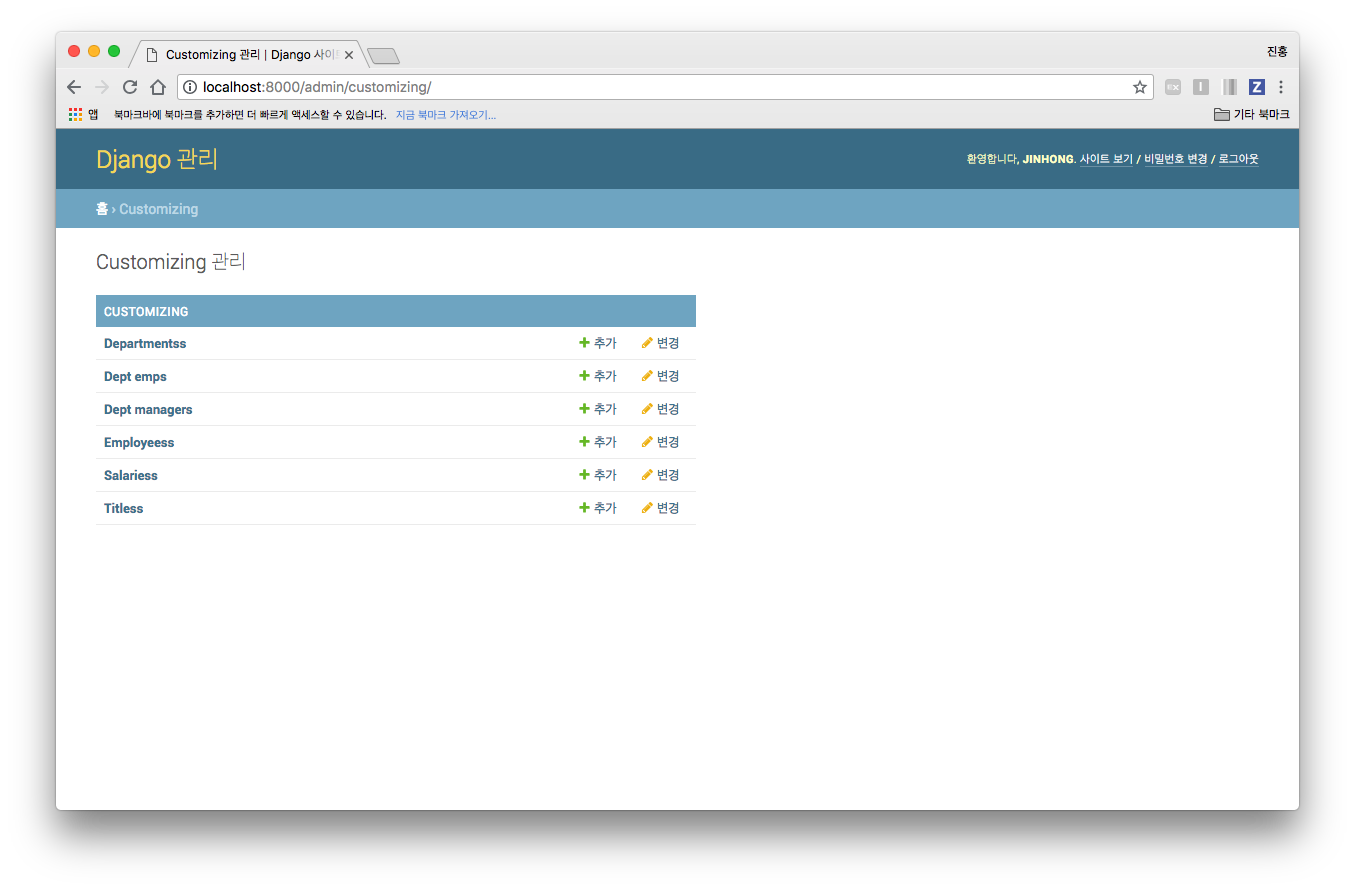 Customizing 관리 | Django 사이
진홍
localhost:8000/admin/customizing/
앱 북마크바에 북마크를 추가하면 더 빠르게 액세스할 수 있습니다. 지금 북마크 가져오기... 기타 북마크
Django 관리
환영합니다, JINHONG. 사이트 보기 / 비밀번호 변경 / 로그아웃
홈 › Customizing
Customizing 관리
CUSTOMIZING
Departmentss 추가 변경
Dept emps 추가 변경
Dept managers 추가 변경
Employeess 추가 변경
Salariess 추가 변경
Titless 추가 변경